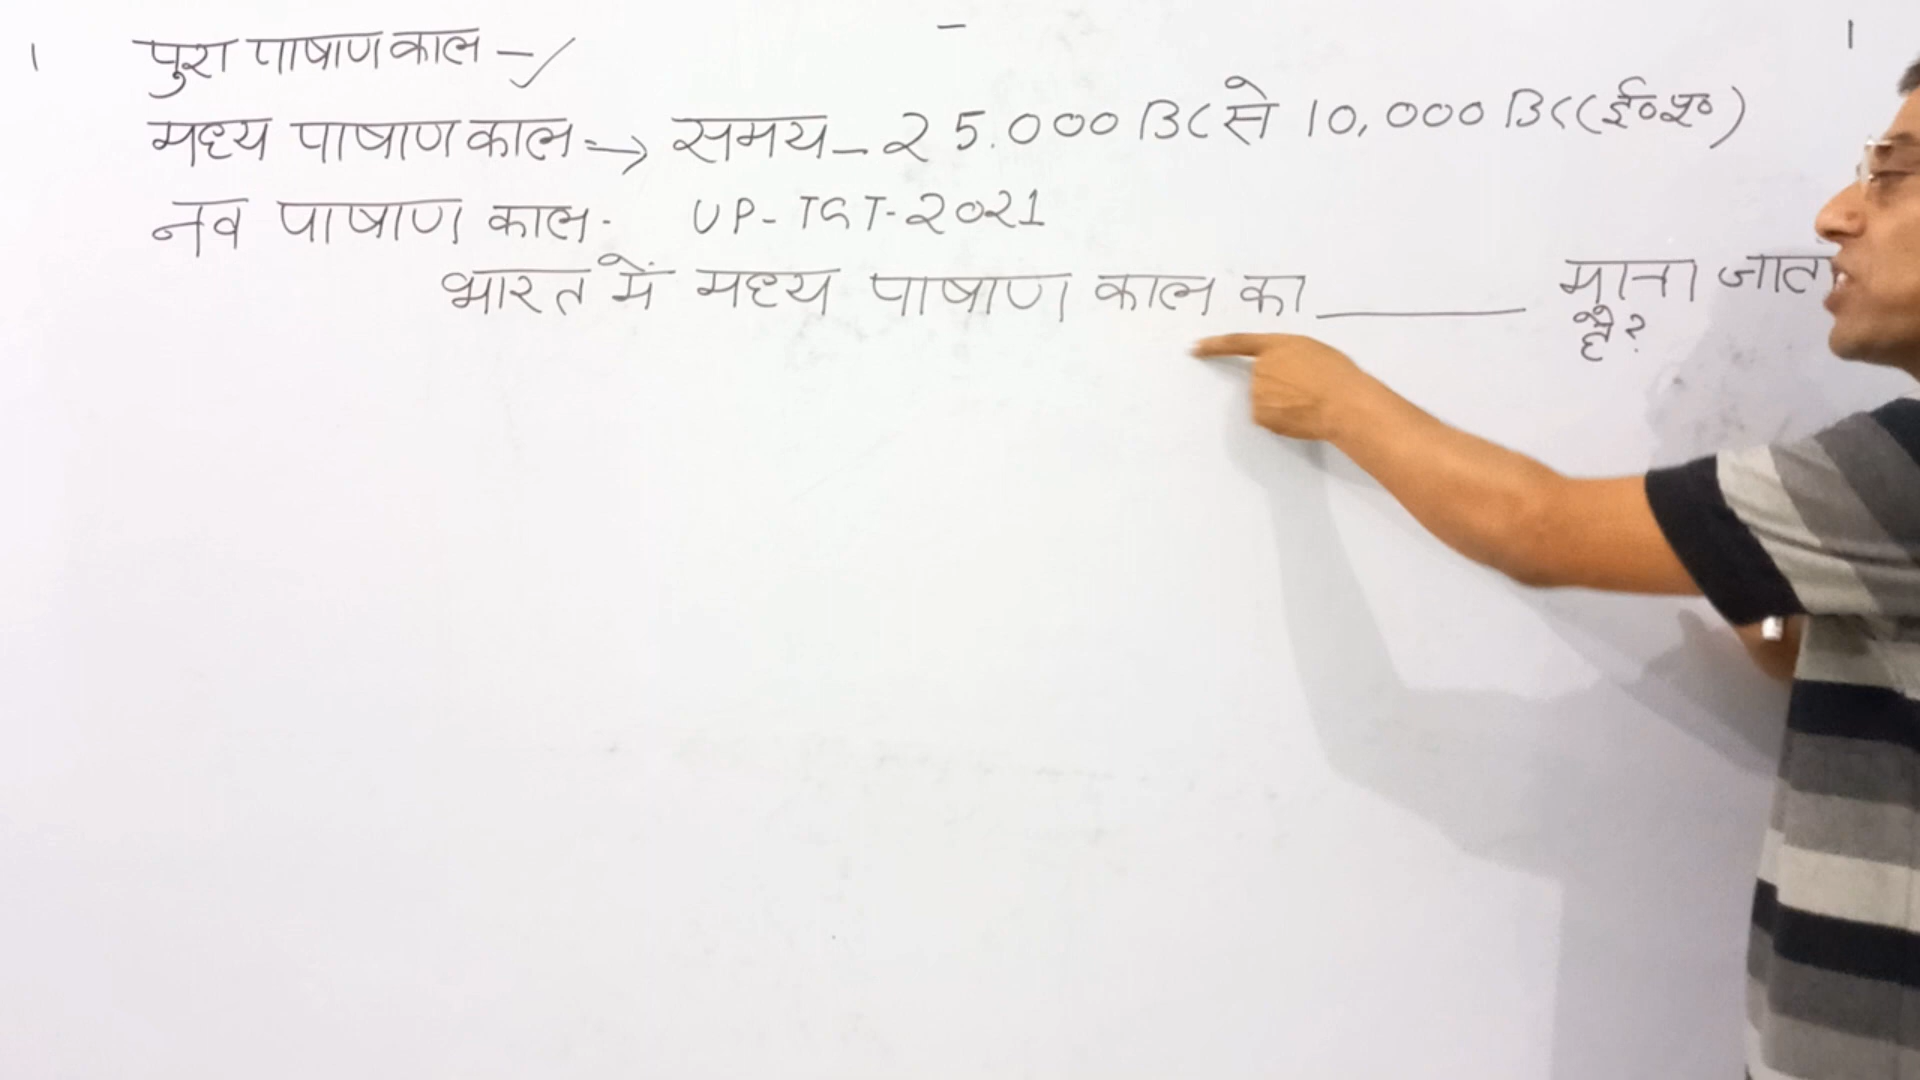 पुरा पाषाण काल -✓
मध्य पाषाण काल => समय - 25.000 BC से 10,000 BC (ई०पू०)
नव पाषाण काल - UP-TGT-2021
भारत में मध्य पाषाण काल का ______ माना जाता
है?